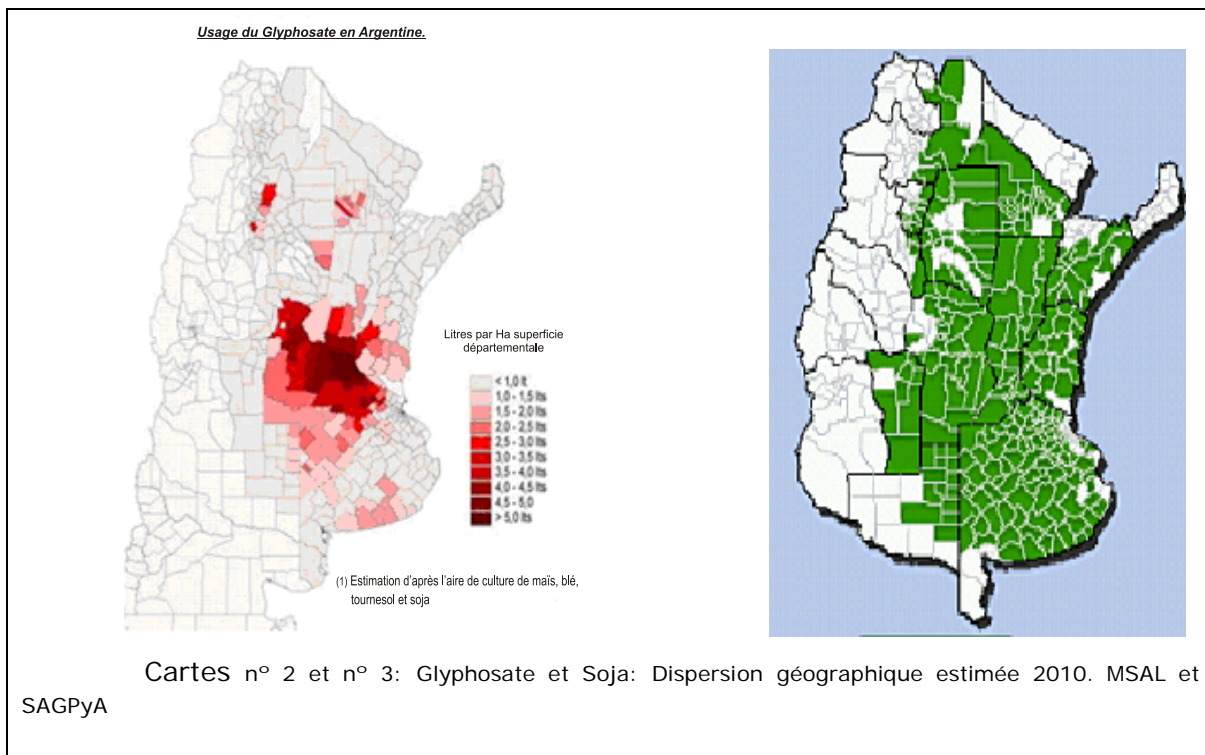 Usage du Glyphosate en Argentine.
Litres par Ha superficie
départementale
< 1,0 lt
1,0 - 1,5 lts
1,5 - 2,0 lts
2,0 - 2,5 lts
2,5 - 3,0 lts
3,0 - 3,5 lts
3,5 - 4,0 lts
4,0 - 4,5 lts
4,5 - 5,0
> 5,0 lts
(1) Estimation d'après l'aire de culture de maïs, blé,
tournesol et soja
Cartes nº 2 et nº 3: Glyphosate et Soja: Dispersion géographique estimée 2010. MSAL et
SAGPyA